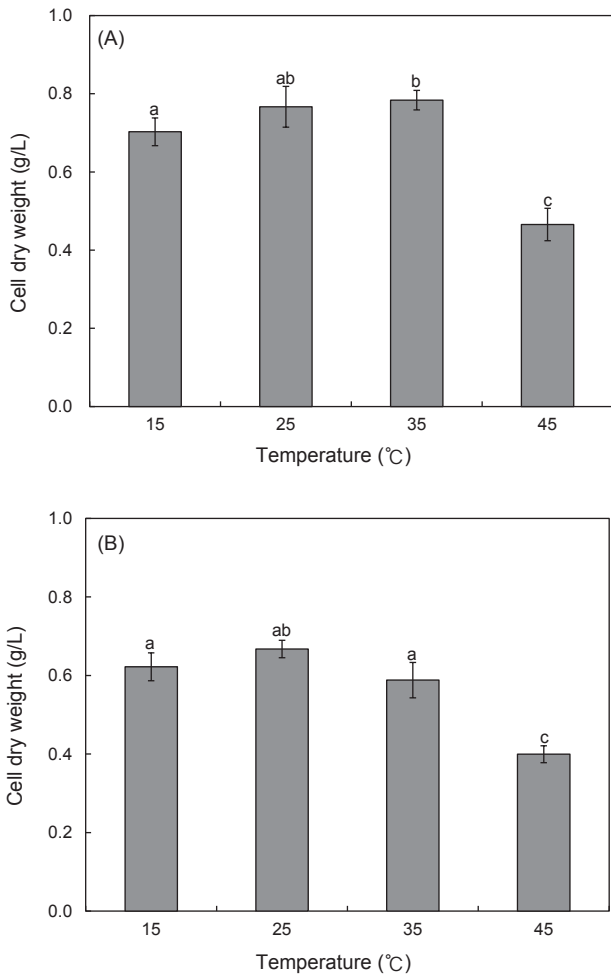 (A)
1.0
0.8
0.6
0.4
0.2
0.0
Cell dry weight (g/L)
a
ab
b
c
15 25 35 45
Temperature (℃)
(B)
1.0
0.8
0.6
0.4
0.2
0.0
Cell dry weight (g/L)
a
ab
a
c
15 25 35 45
Temperature (℃)